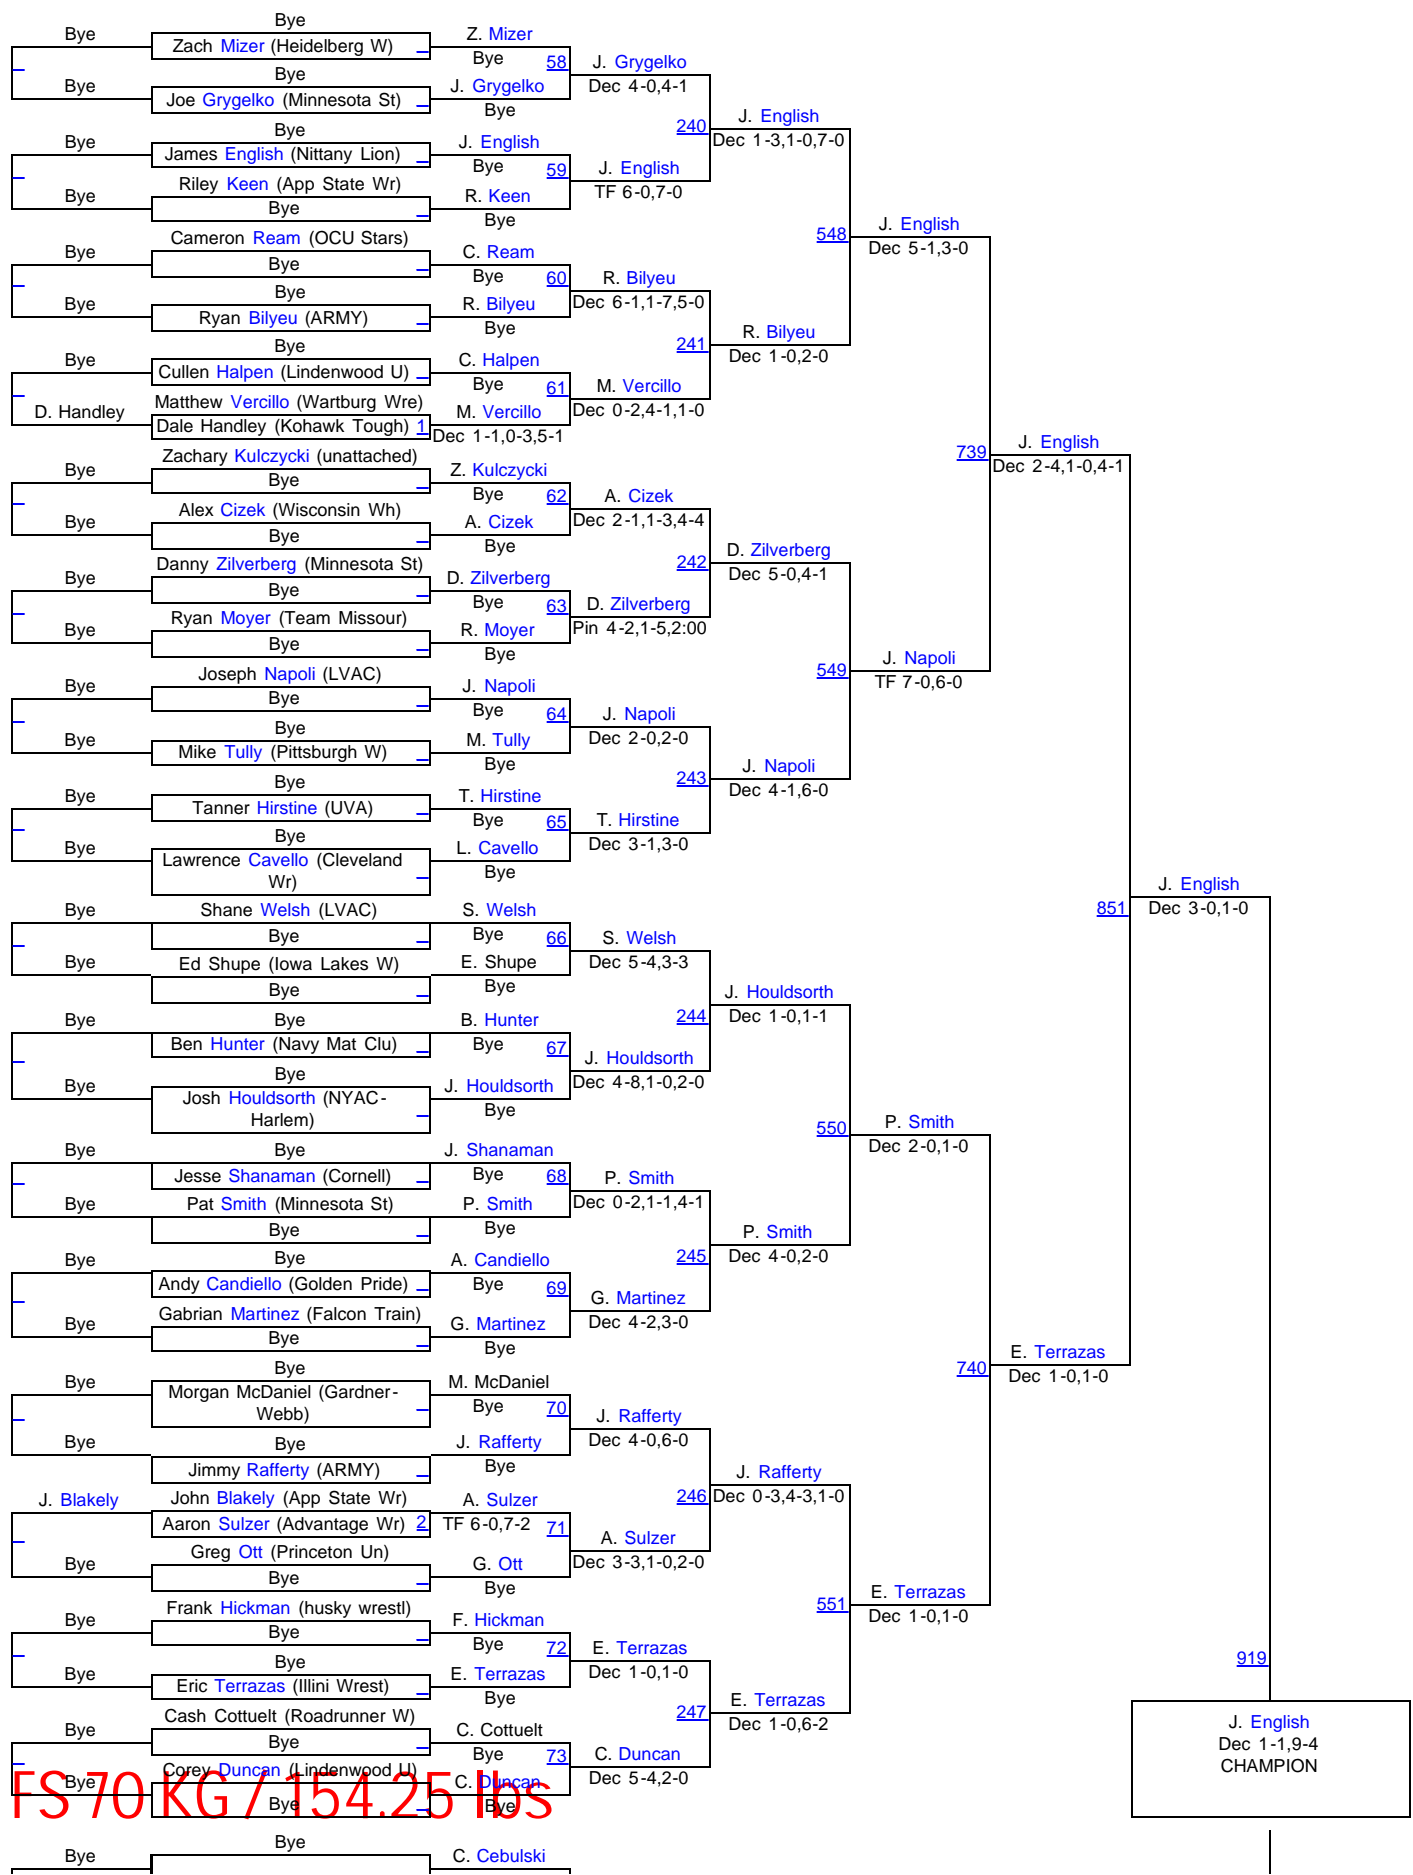 Bye
Bye Z. Mizer
Zach Mizer (Heidelberg W)
Bye 58 J. Grygelko
Bye
Bye J. Grygelko Dec 4-0,4-1
Joe Grygelko (Minnesota St)
Bye
240 J. English
Bye
Bye J. English Dec 1-3,1-0,7-0
James English (Nittany Lion)
Bye 59 J. English
Riley Keen (App State Wr)
Bye R. Keen TF 6-0,7-0
Bye
Bye
548 J. English
Cameron Ream (OCU Stars)
Bye C. Ream Dec 5-1,3-0
Bye
Bye 60 R. Bilyeu
Bye
Bye R. Bilyeu Dec 6-1,1-7,5-0
Ryan Bilyeu (ARMY)
Bye
241 R. Bilyeu
Bye
Bye C. Halpen Dec 1-0,2-0
Cullen Halpen (Lindenwood U)
Bye 61 M. Vercillo
Matthew Vercillo (Wartburg Wre)
D. Handley M. Vercillo Dec 0-2,4-1,1-0
Dale Handley (Kohawk Tough) 1
Dec 1-1,0-3,5-1
739 J. English
Zachary Kulczycki (unattached)
Bye Z. Kulczycki Dec 2-4,1-0,4-1
Bye
Bye 62 A. Cizek
Alex Cizek (Wisconsin Wh)
Bye A. Cizek Dec 2-1,1-3,4-4
Bye
Bye
242 D. Zilverberg
Danny Zilverberg (Minnesota St)
Bye D. Zilverberg Dec 5-0,4-1
Bye
Bye 63 D. Zilverberg
Ryan Moyer (Team Missour)
Bye R. Moyer Pin 4-2,1-5,2:00
Bye
Bye
549 J. Napoli
Joseph Napoli (LVAC)
Bye J. Napoli TF 7-0,6-0
Bye
Bye 64 J. Napoli
Bye
Bye M. Tully Dec 2-0,2-0
Mike Tully (Pittsburgh W)
Bye
243 J. Napoli
Bye
Bye T. Hirstine Dec 4-1,6-0
Tanner Hirstine (UVA)
Bye 65 T. Hirstine
Bye
Bye L. Cavello Dec 3-1,3-0
Lawrence Cavello (Cleveland
Wr)
Bye
851 J. English
Dec 3-0,1-0
Bye Shane Welsh (LVAC) S. Welsh
Bye
Bye 66 S. Welsh
Bye Ed Shupe (Iowa Lakes W) E. Shupe Dec 5-4,3-3
Bye
Bye
244 J. Houldsorth
Dec 1-0,1-1
Bye Bye B. Hunter
Ben Hunter (Navy Mat Clu)
Bye 67 J. Houldsorth
Bye
Bye J. Houldsorth Dec 4-8,1-0,2-0
Josh Houldsorth (NYAC-
Harlem)
Bye
550 P. Smith
Dec 2-0,1-0
Bye Bye J. Shanaman
Jesse Shanaman (Cornell)
Bye 68 P. Smith
Bye Pat Smith (Minnesota St) P. Smith Dec 0-2,1-1,4-1
Bye
Bye
245 P. Smith
Dec 4-0,2-0
Bye
Bye A. Candiello
Andy Candiello (Golden Pride)
Bye 69 G. Martinez
Gabrian Martinez (Falcon Train)
Bye G. Martinez Dec 4-2,3-0
Bye
Bye
740 E. Terrazas
Dec 1-0,1-0
Bye
Bye M. McDaniel
Morgan McDaniel (Gardner-
Webb)
Bye 70 J. Rafferty
Bye Bye J. Rafferty Dec 4-0,6-0
Jimmy Rafferty (ARMY)
Bye
246 J. Rafferty
Dec 0-3,4-3,1-0
J. Blakely John Blakely (App State Wr) A. Sulzer
Aaron Sulzer (Advantage Wr) 2
TF 6-0,7-2 71 A. Sulzer
Greg Ott (Princeton Un)
Bye G. Ott Dec 3-3,1-0,2-0
Bye
Bye
551 E. Terrazas
Dec 1-0,1-0
Frank Hickman (husky wrestl)
Bye F. Hickman
Bye
Bye 72 E. Terrazas
Bye
Bye E. Terrazas Dec 1-0,1-0
Eric Terrazas (Illini Wrest)
Bye
247 E. Terrazas
Dec 1-0,6-2
919
Cash Cottuelt (Roadrunner W)
Bye C. Cottuelt
Bye
Bye 73 C. Duncan
Corey Duncan (Lindenwood U)
Bye C. Duncan Dec 5-4,2-0
Bye
Bye
J. English
Dec 1-1,9-4
CHAMPION
FS 70 KG / 154.25 lbs
Bye
Bye C. Cebulski